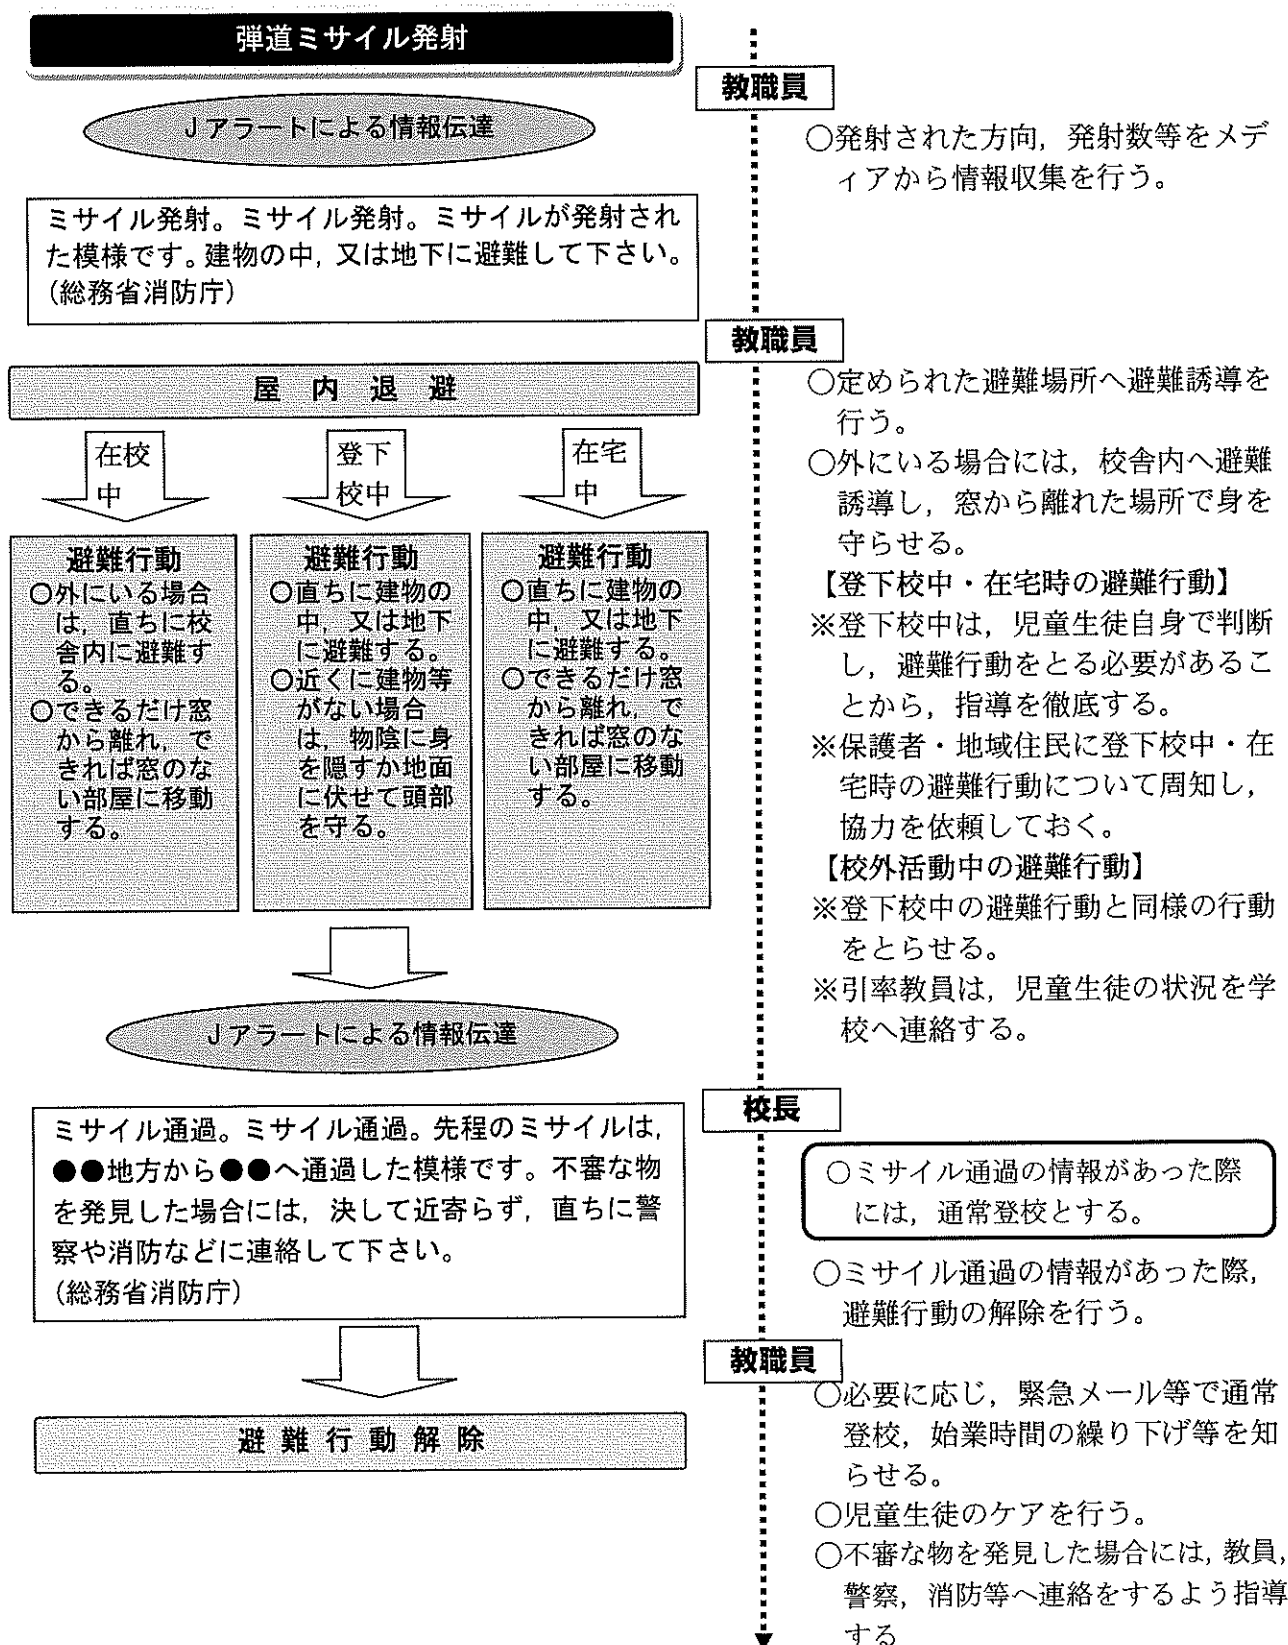 弾道ミサイル発射
Jアラートによる情報伝達
ミサイル発射。ミサイル発射。ミサイルが発射され
た模様です。建物の中，又は地下に避難して下さい。
(総務省消防庁)
屋内退避
在校
中
登下
校中
在宅
中
避難行動
○外にいる場合
は，直ちに校
舎内に避難す
る。
○できるだけ窓
から離れ，で
きれば窓のな
い部屋に移動
する。
避難行動
○直ちに建物の
中，又は地下
に避難する。
○近くに建物等
がない場合
は，物陰に身
を隠すか地面
に伏せて頭部
を守る。
避難行動
○直ちに建物の
中，又は地下
に避難する。
○できるだけ窓
から離れ，で
きれば窓のな
い部屋に移動
する。
Jアラートによる情報伝達
ミサイル通過。ミサイル通過。先程のミサイルは，
●●地方から●●へ通過した模様です。不審な物
を発見した場合には，決して近寄らず，直ちに警
察や消防などに連絡して下さい。
(総務省消防庁)
避難行動解除
教職員
○発射された方向，発射数等をメデ
ィアから情報収集を行う。
教職員
○定められた避難場所へ避難誘導を
行う。
○外にいる場合には，校舎内へ避難
誘導し，窓から離れた場所で身を
守らせる。
【登下校中・在宅時の避難行動】
※登下校中は，児童生徒自身で判断
し，避難行動をとる必要があるこ
とから，指導を徹底する。
※保護者・地域住民に登下校中・在
宅時の避難行動について周知し，
協力を依頼しておく。
【校外活動中の避難行動】
※登下校中の避難行動と同様の行動
をとらせる。
※引率教員は，児童生徒の状況を学
校へ連絡する。
校長
○ミサイル通過の情報があった際
には，通常登校とする。
○ミサイル通過の情報があった際，
避難行動の解除を行う。
教職員
○必要に応じ，緊急メール等で通常
登校，始業時間の繰り下げ等を知
らせる。
○児童生徒のケアを行う。
○不審な物を発見した場合には，教員，
警察，消防等へ連絡をするよう指導
する